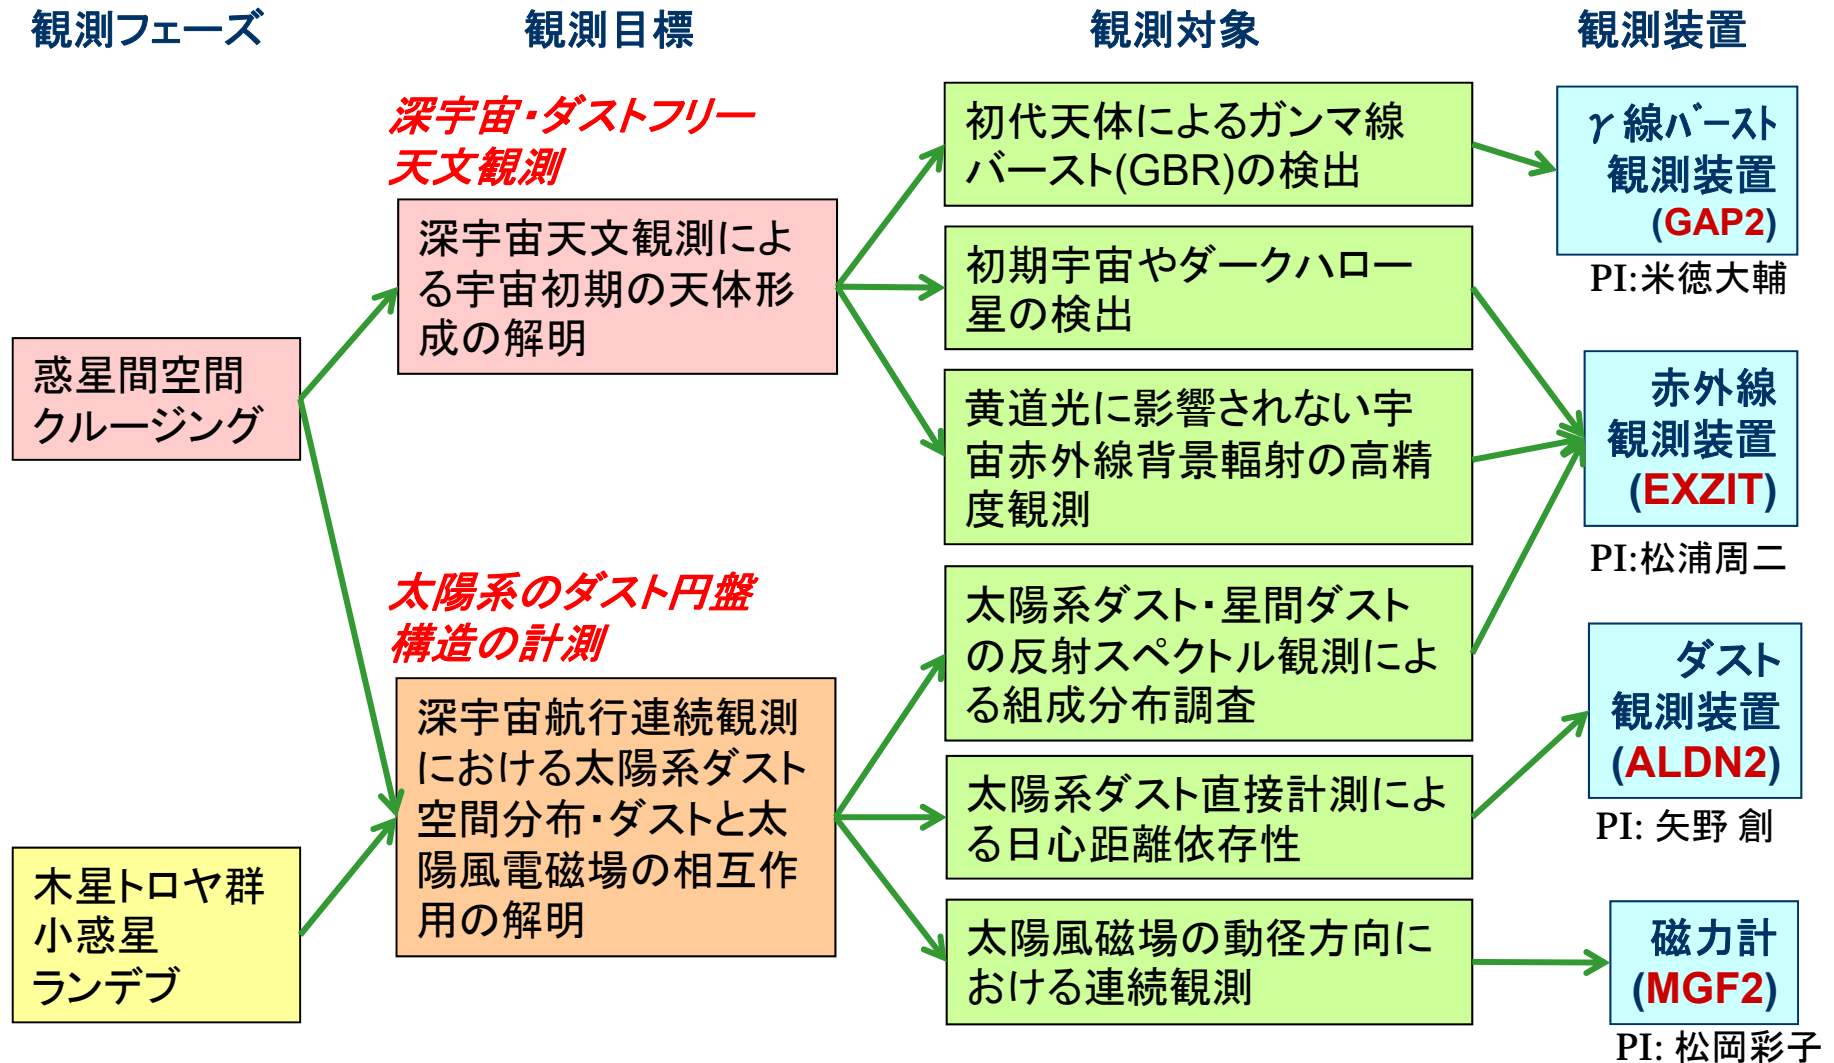 観測フェーズ
観測目標
観測対象
観測装置
深宇宙・ダストフリー
天文観測
深宇宙天文観測によ
る宇宙初期の天体形
成の解明
惑星間空間
クルージング
太陽系のダスト円盤
構造の計測
深宇宙航行連続観測
における太陽系ダスト
空間分布・ダストと太
陽風電磁場の相互作
用の解明
木星トロヤ群
小惑星
ランデブ
初代天体によるガンマ線
バースト(GBR)の検出
初期宇宙やダークハロー
星の検出
黄道光に影響されない宇
宙赤外線背景輻射の高精
度観測
太陽系ダスト・星間ダスト
の反射スペクトル観測によ
る組成分布調査
太陽系ダスト直接計測によ
る日心距離依存性
太陽風磁場の動径方向に
おける連続観測
γ線バースト
観測装置
(GAP2)
PI:米徳大輔
赤外線
観測装置
(EXZIT)
PI:松浦周二
ダスト
観測装置
(ALDN2)
PI: 矢野 創
磁力計
(MGF2)
PI: 松岡彩子